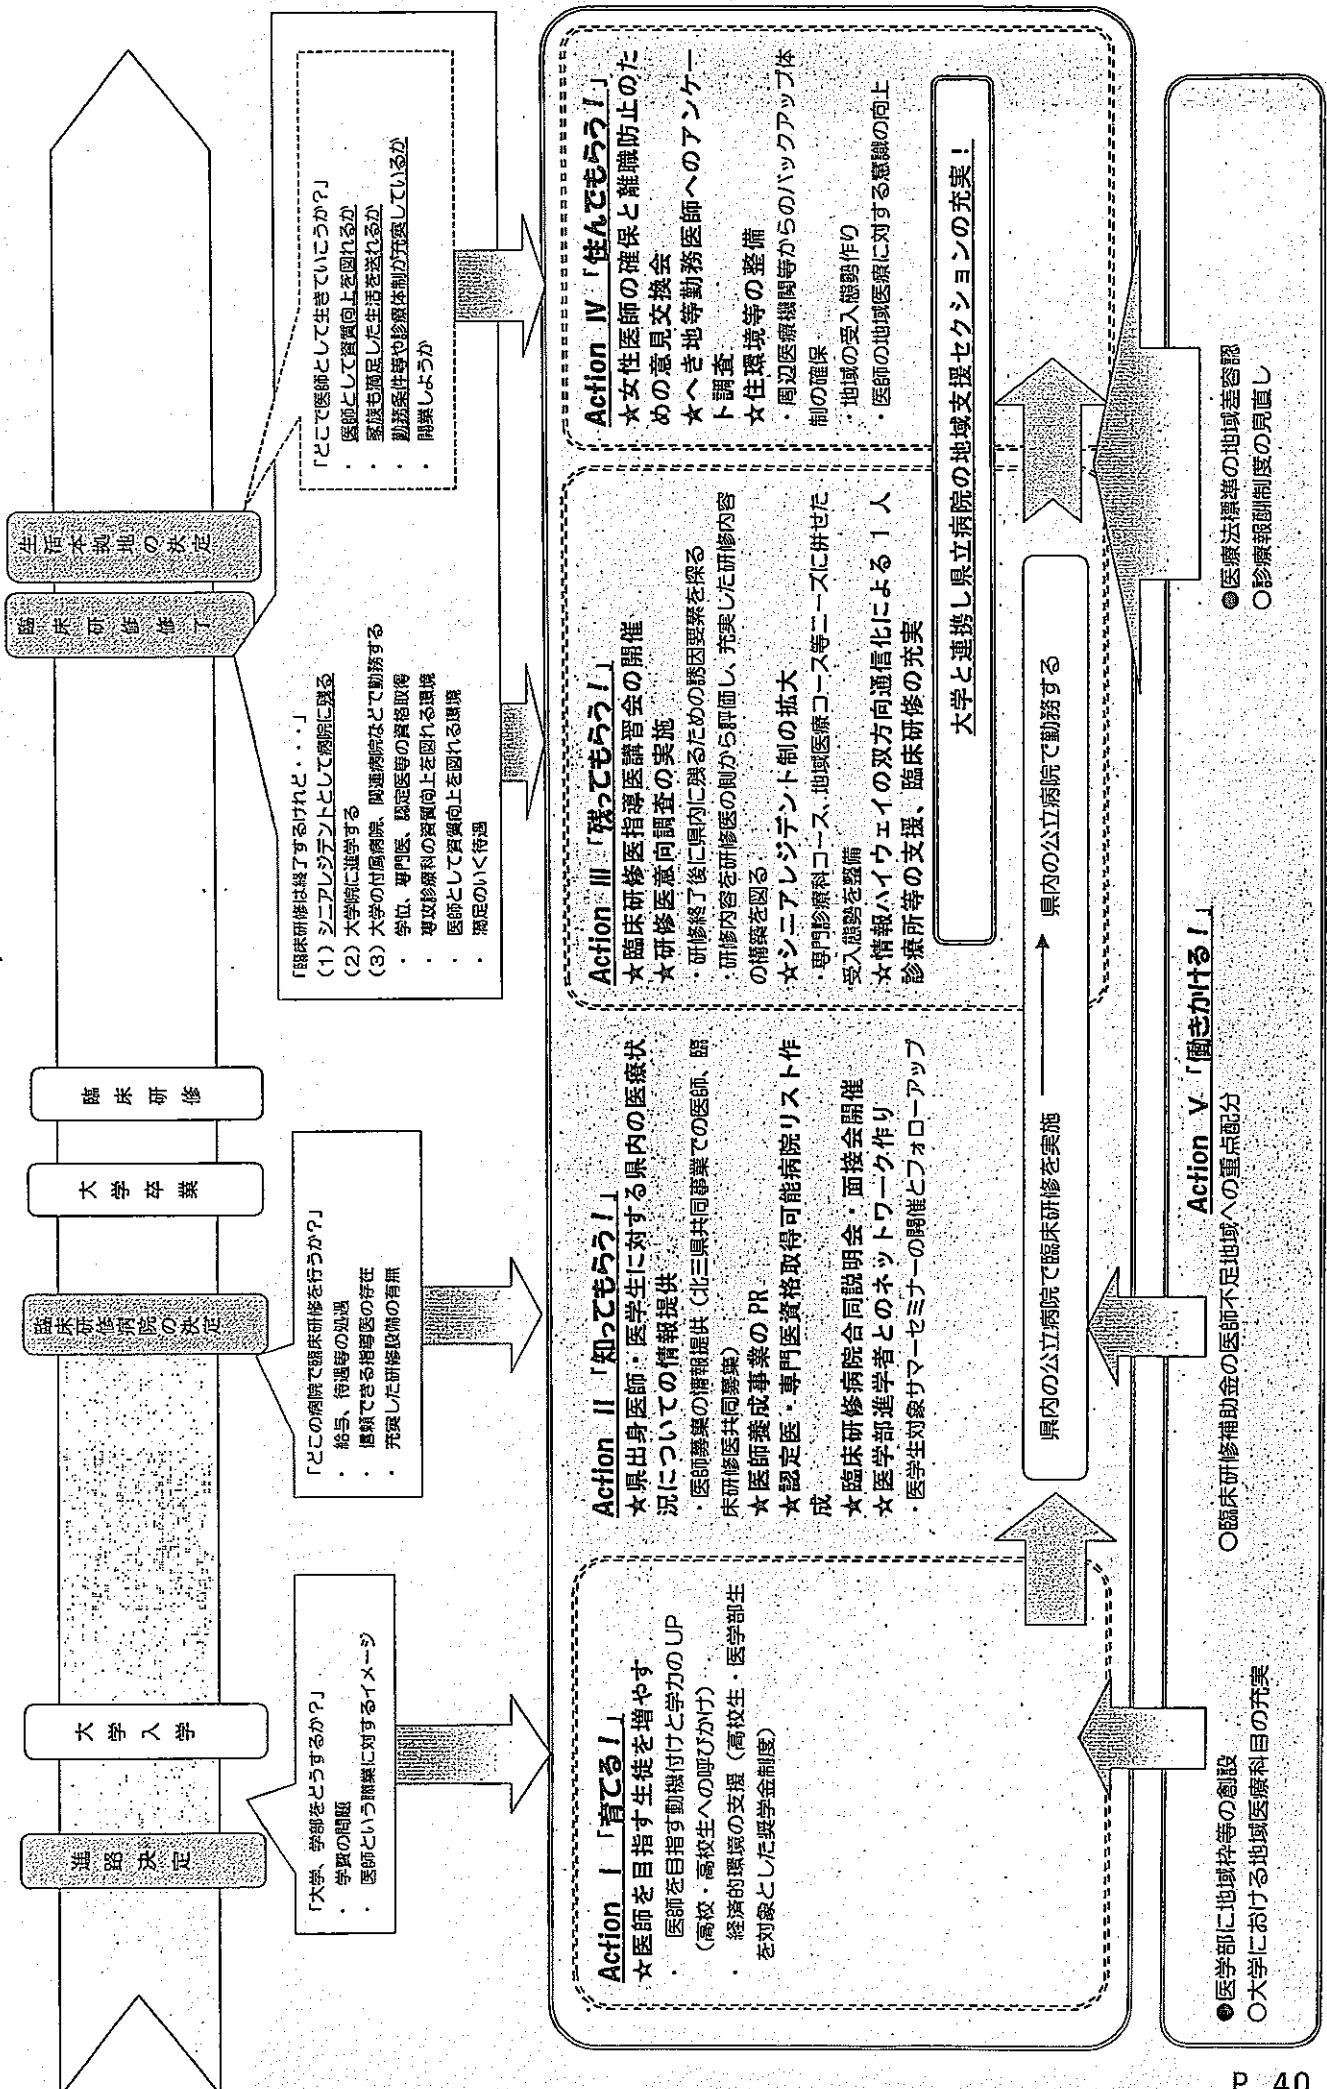 進路決定
大学入学
臨床研修病院の決定
大学卒業
臨床研修
臨床研修修了
生活本拠地の決定
「大学、学部をどうするか?」
・ 学費の問題
・ 医師という職業に対するイメージ
「どこの病院で臨床研修を行うか?」
・ 給与、待遇等の処遇
・ 信頼できる指導医の存在
・ 充実した研修設備の有無
「臨床研修は終了するけれど・・・」
(1) シニアレジデントとして病院に残る
(2) 大学院に進学する
(3) 大学の付属病院、関連病院などで勤務する
・ 学位、専門医、認定医等の資格取得
・ 専攻診療科の資質向上を図れる環境
・ 医師として資質向上を図れる環境
・ 満足のいく待遇
「どこで医師として生きていこうか?」
・ 医師として資質向上を図れるか
・ 家族も満足した生活を送れるか
・ 勤務条件等や診療体制が充実しているか
・ 開業しようか
Action Ⅰ 「育てる!」
☆医師を目指す生徒を増やす
・ 医師を目指す動機付けと学力のUP
(高校・高校生への呼びかけ)
・ 経済的環境の支援(高校生・医学部生
を対象とした奨学金制度)
Action Ⅱ 「知ってもらう!」
★県出身医師・医学生に対する県内の医療状
況についての情報提供
・医師募集の情報提供(北三県共同事業での医師、臨
床研修医共同募集)
★医師養成事業のPR
★認定医・専門医資格取得可能病院リスト作
成
★臨床研修病院合同説明会・面接会開催
☆医学部進学者とのネットワーク作り
・医学生対象サマーセミナーの開催とフォローアップ
Action Ⅲ 「残ってもらう!」
★臨床研修医指導医講習会の開催
★研修医意向調査の実施
・研修終了後に県内に残るための誘因要素を探る
・研修内容を研修医の側から評価し、充実した研修内容
の構築を図る
☆シニアレジデント制の拡大
・専門診療科コース、地域医療コース等ニーズに併せた
受入態勢を整備
☆情報ハイウェイの双方向通信化による1人
診療所等の支援、臨床研修の充実
Action Ⅳ 「住んでもらう!」
★女性医師の確保と離職防止のた
めの意見交換会
★へき地等勤務医師へのアンケー
ト調査
☆住環境等の整備
・周辺医療機関等からのバックアップ体
制の確保
・地域の受入態勢作り
・医師の地域医療に対する意識の向上
大学と連携し県立病院の地域支援セクションの充実!
県内の公立病院で臨床研修を実施 → 県内の公立病院で勤務する
Action Ⅴ 「働きかける!」
●医学部に地域枠等の創設
○大学における地域医療科目の充実
○臨床研修補助金の医師不足地域への重点配分
●医療法標準の地域差容認
○診療報酬制度の見直し
P 40